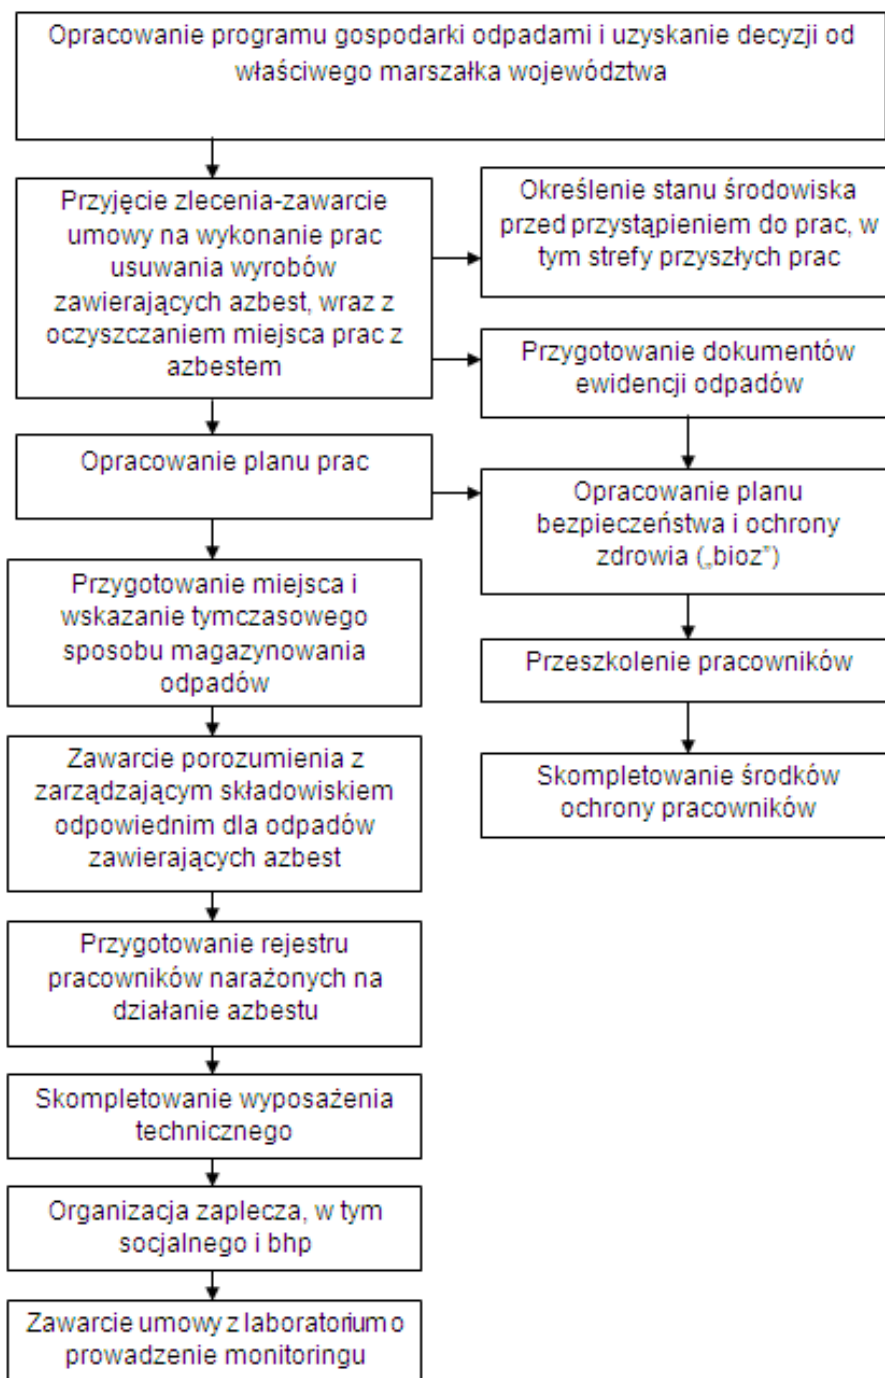 Opracowanie programu gospodarki odpadami i uzyskanie decyzji od
właściwego marszałka województwa
Przyjęcie zlecenia-zawarcie
umowy na wykonanie prac
usuwania wyrobów
zawierających azbest, wraz z
oczyszczaniem miejsca prac z
azbestem
Określenie stanu środowiska
przed przystąpieniem do prac, w
tym strefy przyszłych prac
Przygotowanie dokumentów
ewidencji odpadów
Opracowanie planu prac
Opracowanie planu
bezpieczeństwa i ochrony
zdrowia („bioz”)
Przygotowanie miejsca i
wskazanie tymczasowego
sposobu magazynowania
odpadów
Przeszkolenie pracowników
Zawarcie porozumienia z
zarządzającym składowiskiem
odpowiednim dla odpadów
zawierających azbest
Skompletowanie środków
ochrony pracowników
Przygotowanie rejestru
pracowników narażonych na
działanie azbestu
Skompletowanie wyposażenia
technicznego
Organizacja zaplecza, w tym
socjalnego i bhp
Zawarcie umowy z laboratorium o
prowadzenie monitoringu